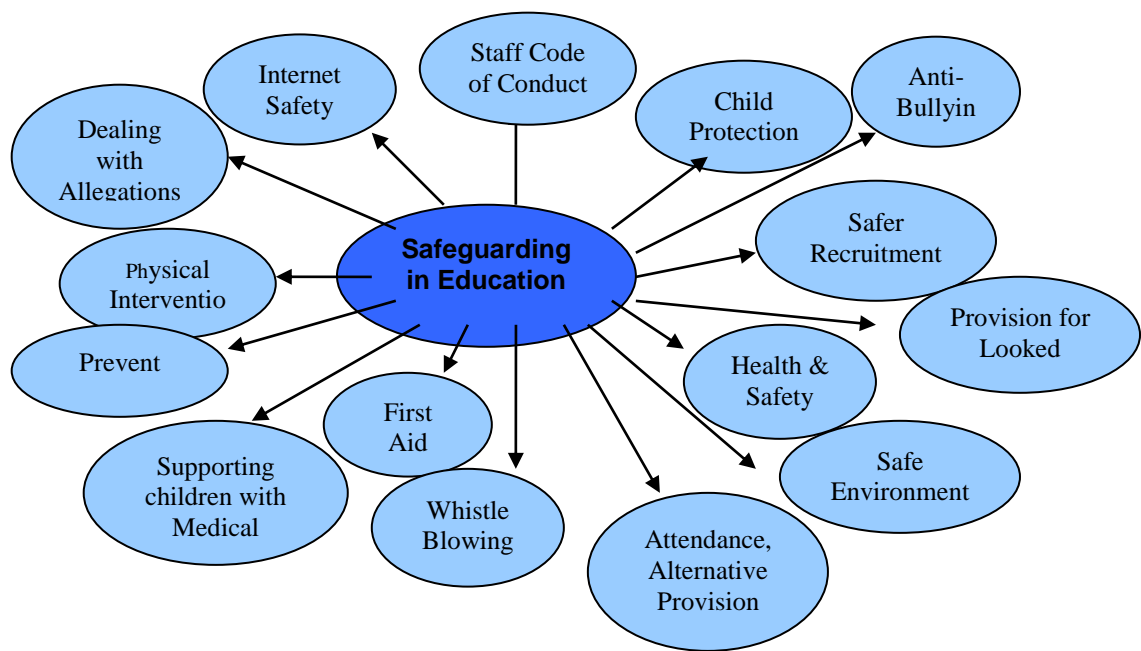 Staff Code
of Conduct
Internet
Safety
Anti-
Bullyin
Child
Protection
Dealing
with
Allegations
Safeguarding
in Education
Safer
Recruitment
Physical
Interventio
Provision for
Looked
Prevent
Health &
Safety
First
Aid
Supporting
children with
Medical
Safe
Environment
Whistle
Blowing
Attendance,
Alternative
Provision